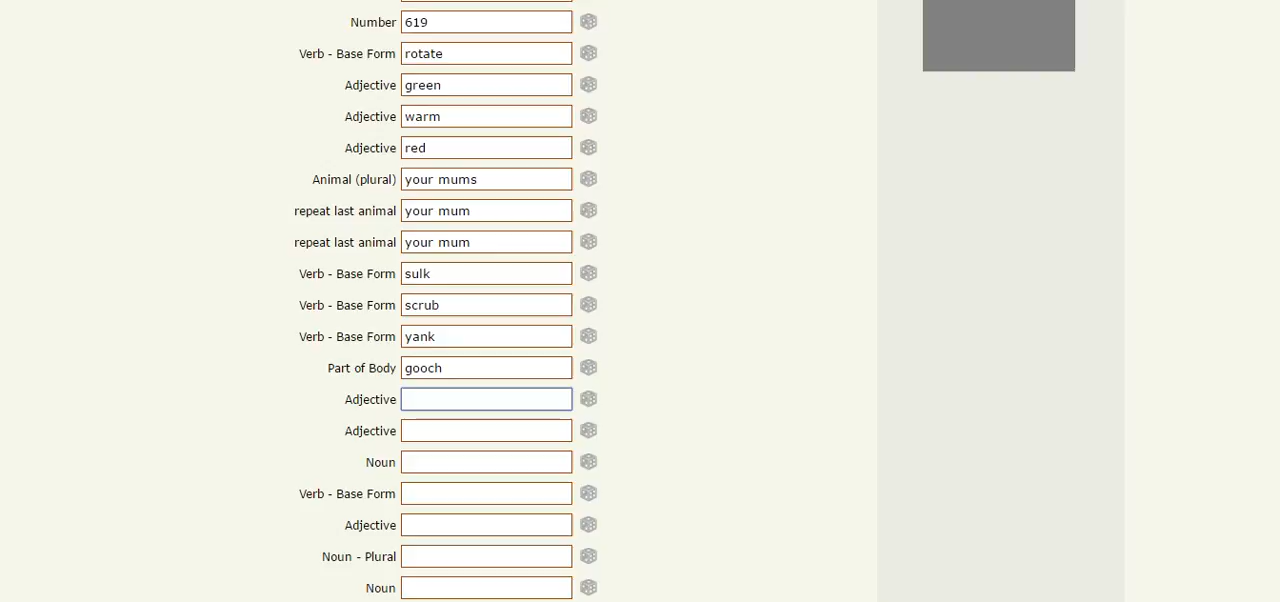 Number 619
Verb - Base Form rotate
Adjective green
Adjective warm
Adjective red
Animal (plural) your mums
repeat last animal your mum
repeat last animal your mum
Verb - Base Form sulk
Verb - Base Form scrub
Verb - Base Form yank
Part of Body gooch
Adjective
Adjective
Noun
Verb - Base Form
Adjective
Noun - Plural
Noun